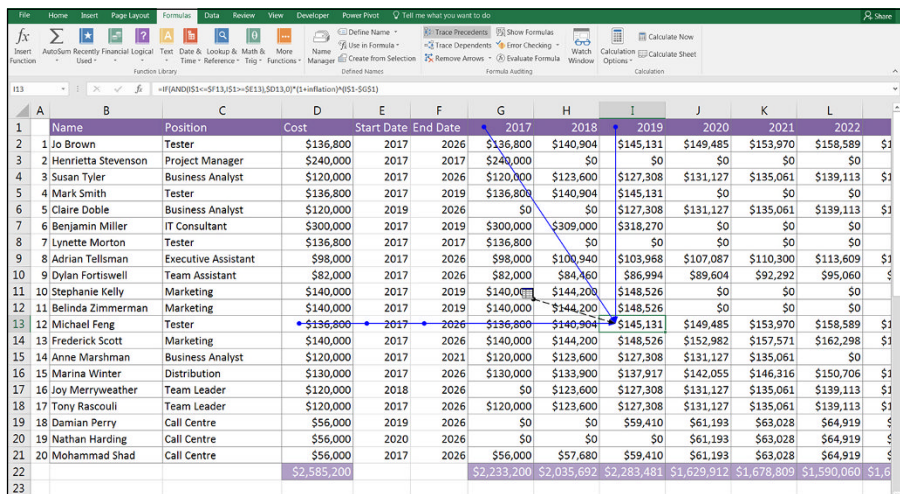 File Home Insert Page Layout Formulas Data Review View Developer Power Pivot Tell me what you want to do Share
fx Insert Function AutoSum Recently Used Financial Logical Text Date & Time Lookup & Reference Math & Trig More Functions
Function Library
Name Manager Define Name Use in Formula Create from Selection
Defined Names
Trace Precedents Trace Dependents Remove Arrows Show Formulas Error Checking Evaluate Formula Watch Window
Formula Auditing
Calculation Options Calculate Now Calculate Sheet
Calculation
I13 fx =IF(AND(I$1<=$F13,I$1>=$E13),$D13,0)*(1+inflation)^(I$1-$G$1)
A B C D E F G H I J K L
1 Name Position Cost Start Date End Date 2017 2018 2019 2020 2021 2022
2 1 Jo Brown Tester $136,800 2017 2026 $136,800 $140,904 $145,131 $149,485 $153,970 $158,589 $1
3 2 Henrietta Stevenson Project Manager $240,000 2017 2017 $240,000 $0 $0 $0 $0 $0
4 3 Susan Tyler Business Analyst $120,000 2017 2026 $120,000 $123,600 $127,308 $131,127 $135,061 $139,113 $1
5 4 Mark Smith Tester $136,800 2017 2019 $136,800 $140,904 $145,131 $0 $0 $0
6 5 Claire Doble Business Analyst $120,000 2019 2026 $0 $0 $127,308 $131,127 $135,061 $139,113 $1
7 6 Benjamin Miller IT Consultant $300,000 2017 2019 $300,000 $309,000 $318,270 $0 $0 $0
8 7 Lynette Morton Tester $136,800 2017 2017 $136,800 $0 $0 $0 $0 $0
9 8 Adrian Tellsman Executive Assistant $98,000 2017 2026 $98,000 $100,940 $103,968 $107,087 $110,300 $113,609 $1
10 9 Dylan Fortiswell Team Assistant $82,000 2017 2026 $82,000 $84,460 $86,994 $89,604 $92,292 $95,060 $
11 10 Stephanie Kelly Marketing $140,000 2017 2019 $144,200 $148,526 $0 $0 $0
12 11 Belinda Zimmerman Marketing $140,000 2017 2019 $140,000 $144,200 $148,526 $0 $0 $0
13 12 Michael Feng Tester $136,800 2017 2026 $136,800 $140,904 $145,131 $149,485 $153,970 $158,589 $1
14 13 Frederick Scott Marketing $140,000 2017 2026 $140,000 $144,200 $148,526 $152,982 $157,571 $162,298 $1
15 14 Anne Marshman Business Analyst $120,000 2017 2021 $120,000 $123,600 $127,308 $131,127 $135,061 $0
16 15 Marina Winter Distribution $130,000 2017 2026 $130,000 $133,900 $137,917 $142,055 $146,316 $150,706 $1
17 16 Joy Merryweather Team Leader $120,000 2018 2026 $0 $123,600 $127,308 $131,127 $135,061 $139,113 $1
18 17 Tony Rascouli Team Leader $120,000 2017 2026 $120,000 $123,600 $127,308 $131,127 $135,061 $139,113 $1
19 18 Damian Perry Call Centre $56,000 2019 2026 $0 $0 $59,410 $61,193 $63,028 $64,919 $
20 19 Nathan Harding Call Centre $56,000 2020 2026 $0 $0 $0 $61,193 $63,028 $64,919 $
21 20 Mohammad Shad Call Centre $56,000 2017 2026 $56,000 $57,680 $59,410 $61,193 $63,028 $64,919 $
22 $2,585,200 $2,233,200 $2,035,692 $2,283,481 $1,629,912 $1,678,809 $1,590,060 $1,6
23